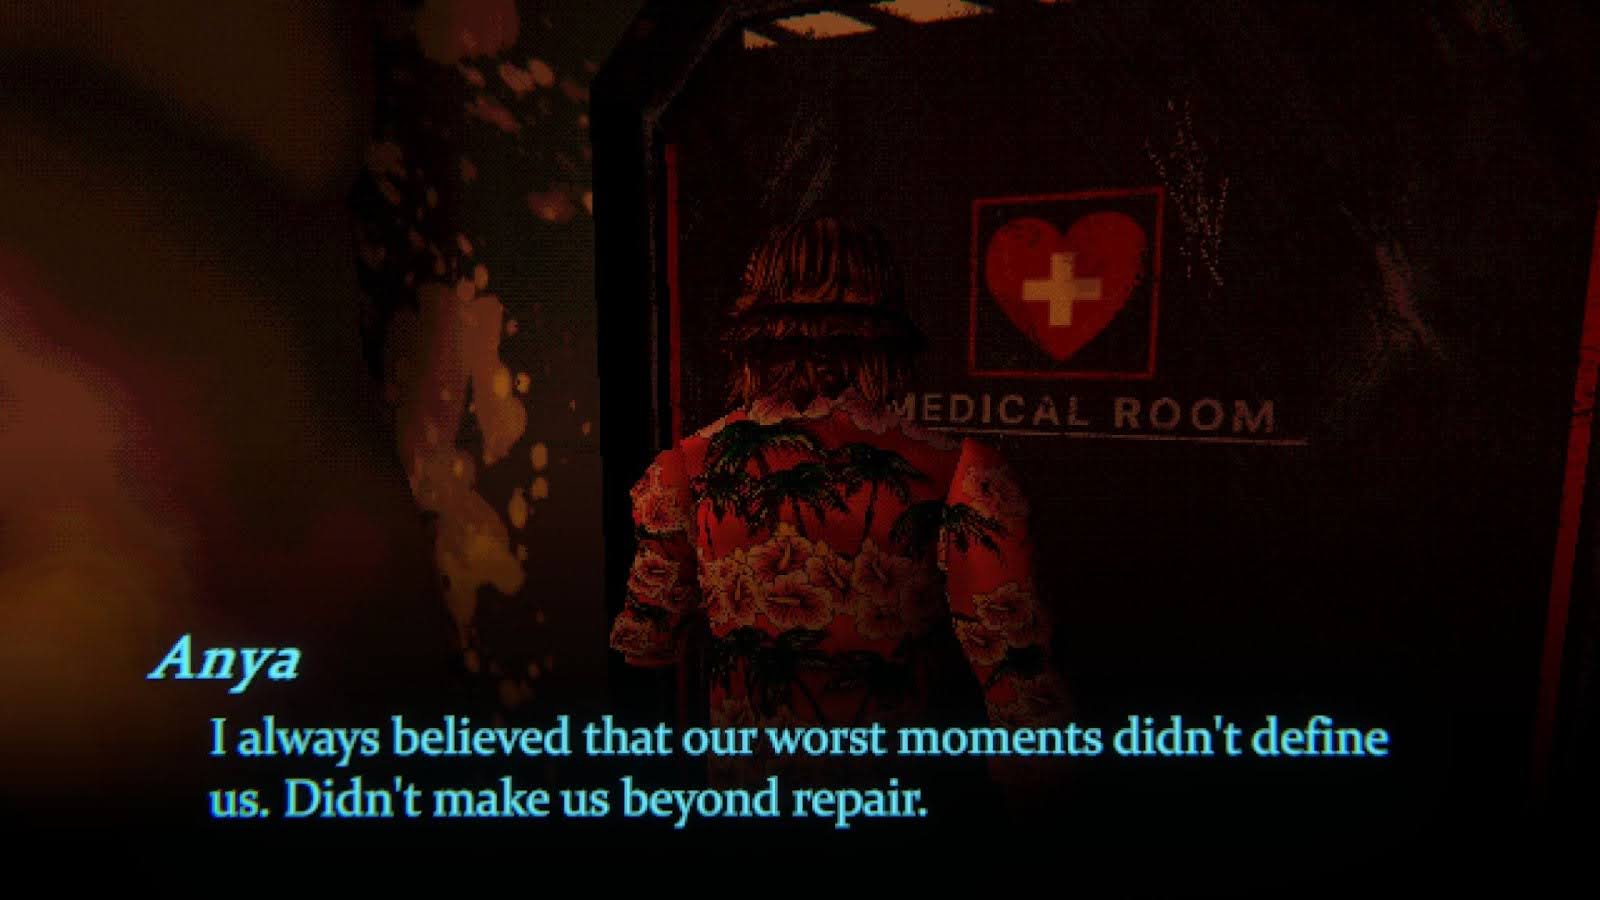 MEDICAL ROOM
Anya
I always believed that our worst moments didn't define
us. Didn't make us beyond repair.